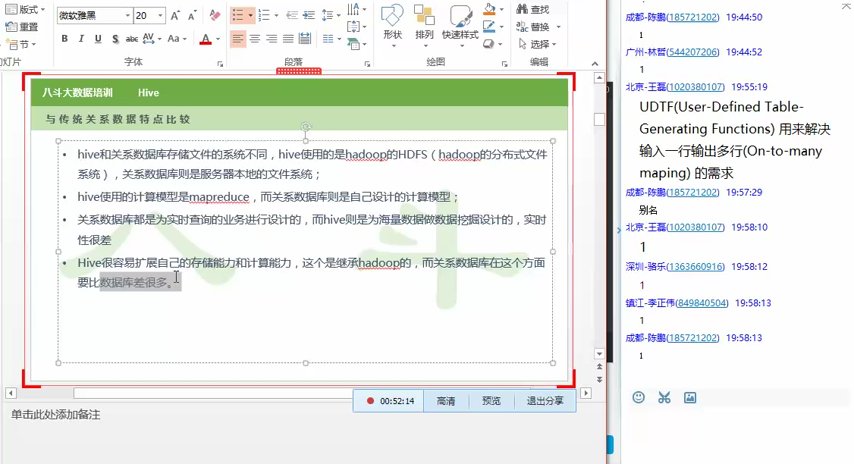 版式
微软雅黑
20
查找
重置
替换
节
B I U S abc AV Aa A
形状
排列
快速样式
选择
灯片
字体
段落
绘图
编辑
八斗大数据培训 Hive
与传统关系数据特点比较
hive和关系数据库存储文件的系统不同，hive使用的是hadoop的HDFS（hadoop的分布式文件
系统），关系数据库则是服务器本地的文件系统；
hive使用的计算模型是mapreduce，而关系数据库则是自己设计的计算模型；
关系数据库都是为实时查询的业务进行设计的，而hive则是为海量数据做数据挖掘设计的，实时
性很差
Hive很容易扩展自己的存储能力和计算能力，这个是继承hadoop的，而关系数据库在这个方面
要比数据库差很多。
八斗
00:52:14
高清
预览
退出分享
单击此处添加备注
成都-陈鹏(185721202) 19:44:50
1
广州-林哲(544207206) 19:44:52
1
北京-王磊(1020380107) 19:55:19
UDTF(User-Defined Table-
Generating Functions) 用来解决
输入一行输出多行(On-to-many
maping) 的需求
成都-陈鹏(185721202) 19:57:29
别名
北京-王磊(1020380107) 19:58:10
1
深圳-骆乐(1363660916) 19:58:12
1
镇江-李正伟(849840504) 19:58:13
1
成都-陈鹏(185721202) 19:58:13
1